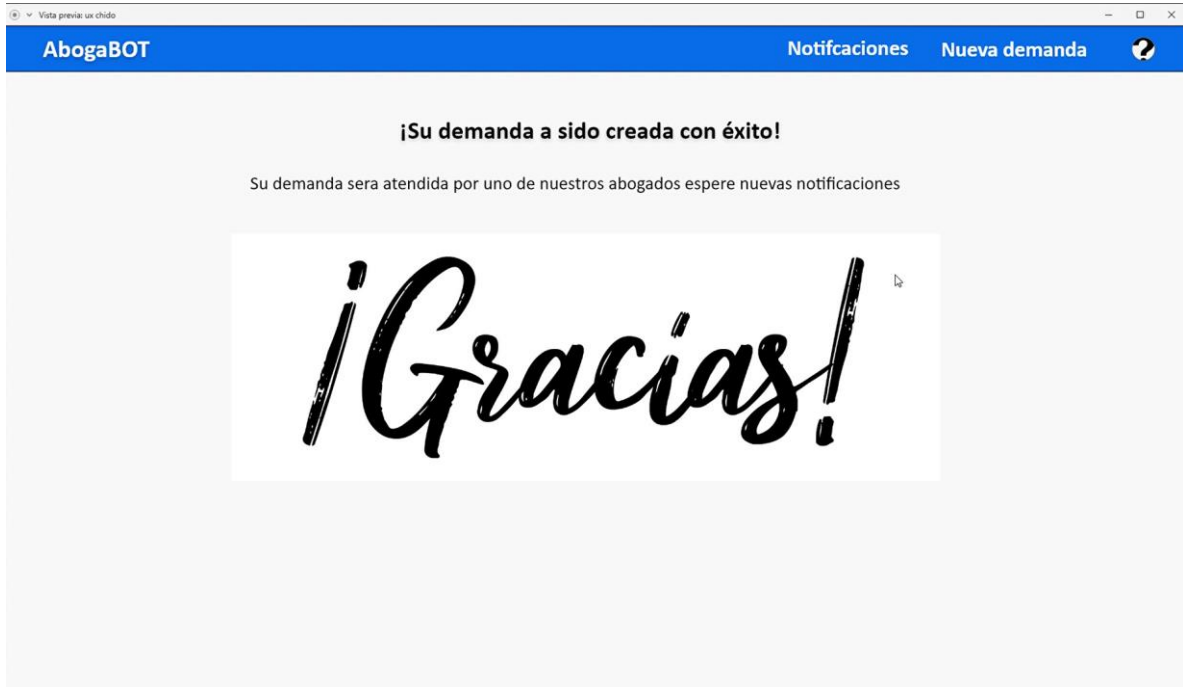 Vista previa: ux chido
AbogaBOT Notifcaciones Nueva demanda ?
¡Su demanda a sido creada con éxito!
Su demanda sera atendida por uno de nuestros abogados espere nuevas notificaciones
¡Gracias!